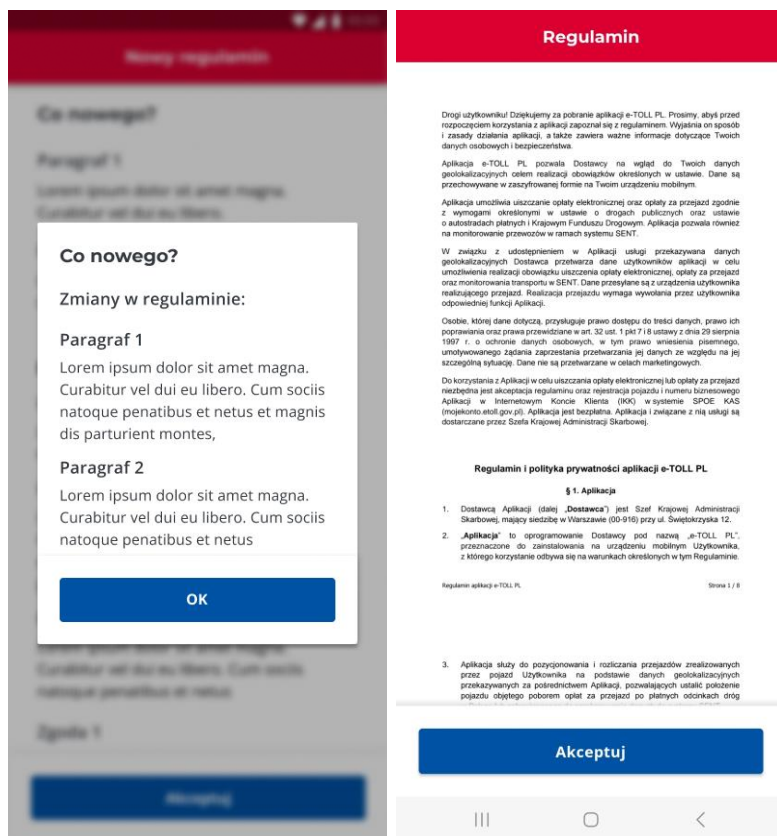 Nowy regulamin
Co nowego?
Paragraf 1
Lorem ipsum dolor sit amet magna.
Curabitur vel dui eu libero.
Co nowego?
Zmiany w regulaminie:
Paragraf 1
Lorem ipsum dolor sit amet magna.
Curabitur vel dui eu libero. Cum sociis
natoque penatibus et netus et magnis
dis parturient montes,
Paragraf 2
Lorem ipsum dolor sit amet magna.
Curabitur vel dui eu libero. Cum sociis
natoque penatibus et netus
OK
Curabitur vel dui eu libero. Cum sociis
natoque penatibus et netus
Zgoda 1
Akceptuj
Regulamin
Drogi użytkowniku! Dziękujemy za pobranie aplikacji e-TOLL PL. Prosimy, abyś przed
rozpoczęciem korzystania z aplikacji zapoznał się z regulaminem. Wyjaśnia on sposób
i zasady działania aplikacji, a także zawiera ważne informacje dotyczące Twoich
danych osobowych i bezpieczeństwa.
Aplikacja e-TOLL PL pozwala Dostawcy na wgląd do Twoich danych
geolokalizacyjnych celem realizacji obowiązków określonych w ustawie. Dane są
przechowywane w zaszyfrowanej formie na Twoim urządzeniu mobilnym.
Aplikacja umożliwia uiszczanie opłaty elektronicznej oraz opłaty za przejazd zgodnie
z wymogami określonymi w ustawie o drogach publicznych oraz ustawie
o autostradach płatnych i Krajowym Funduszu Drogowym. Aplikacja pozwala również
na monitorowanie przewozów w ramach systemu SENT.
W związku z udostępnieniem w Aplikacji usługi przekazywania danych
geolokalizacyjnych Dostawca przetwarza dane użytkowników aplikacji w celu
umożliwienia realizacji obowiązku uiszczenia opłaty elektronicznej, opłaty za przejazd
oraz monitorowania transportu w SENT. Dane przesyłane są z urządzenia użytkownika
realizującego przejazd. Realizacja przejazdu wymaga wywołania przez użytkownika
odpowiedniej funkcji Aplikacji.
Osobie, której dane dotyczą, przysługuje prawo dostępu do treści danych, prawo ich
poprawiania oraz prawa przewidziane w art. 32 ust. 1 pkt 7 i 8 ustawy z dnia 29 sierpnia
1997 r. o ochronie danych osobowych, w tym prawo wniesienia pisemnego,
umotywowanego żądania zaprzestania przetwarzania jej danych ze względu na jej
szczególną sytuację. Dane nie są przetwarzane w celach marketingowych.
Do korzystania z Aplikacji w celu uiszczania opłaty elektronicznej lub opłaty za przejazd
niezbędna jest akceptacja regulaminu oraz rejestracja pojazdu i numeru biznesowego
Aplikacji w Internetowym Koncie Klienta (IKK) w systemie SPOE KAS
(mojekonto.etoll.gov.pl). Aplikacja jest bezpłatna. Aplikacja i związane z nią usługi są
dostarczane przez Szefa Krajowej Administracji Skarbowej.
Regulamin i polityka prywatności aplikacji e-TOLL PL
§ 1. Aplikacja
1. Dostawcą Aplikacji (dalej „Dostawca") jest Szef Krajowej Administracji
Skarbowej, mający siedzibę w Warszawie (00-916) przy ul. Świętokrzyska 12.
2. „Aplikacja" to oprogramowanie Dostawcy pod nazwą „e-TOLL PL",
przeznaczone do zainstalowania na urządzeniu mobilnym Użytkownika,
z którego korzystanie odbywa się na warunkach określonych w tym Regulaminie.
Regulamin aplikacji e-TOLL PL Strona 1 / 8
3. Aplikacja służy do pozycjonowania i rozliczania przejazdów zrealizowanych
przez pojazd Użytkownika na podstawie danych geolokalizacyjnych
przekazywanych za pośrednictwem Aplikacji, pozwalających ustalić położenie
pojazdu objętego poborem opłat za przejazd po płatnych odcinkach dróg
Akceptuj